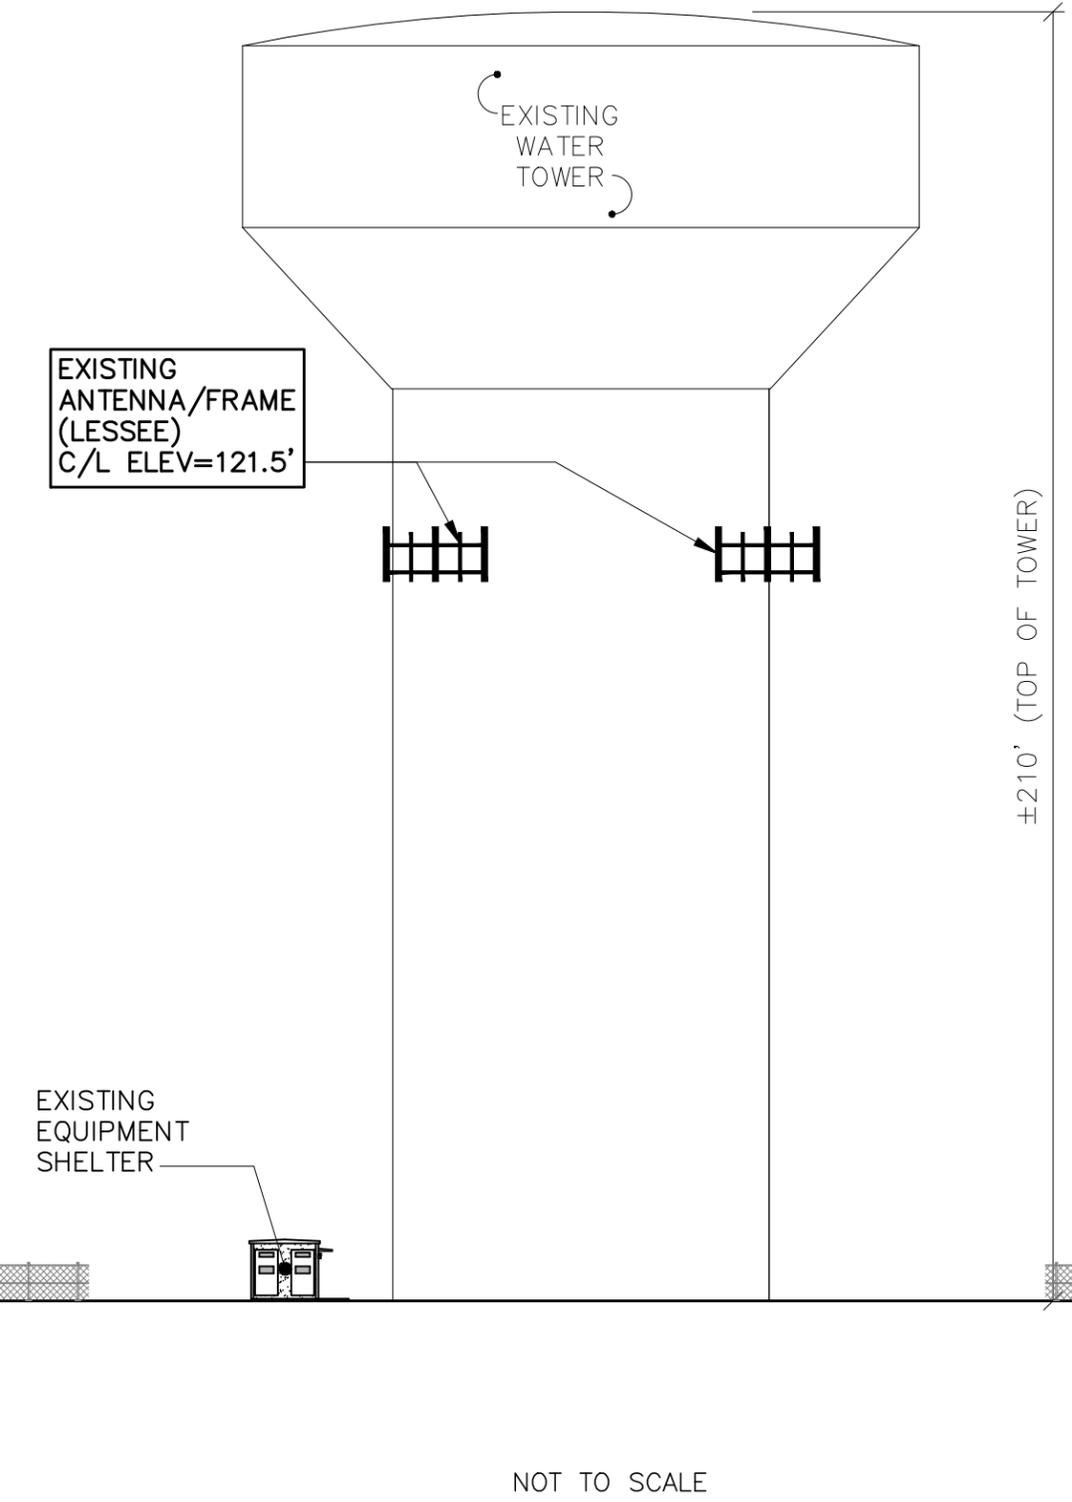 EXISTING
WATER
TOWER
EXISTING
ANTENNA/FRAME
(LESSEE)
C/L ELEV=121.5'
±210' (TOP OF TOWER)
EXISTING
EQUIPMENT
SHELTER
NOT TO SCALE